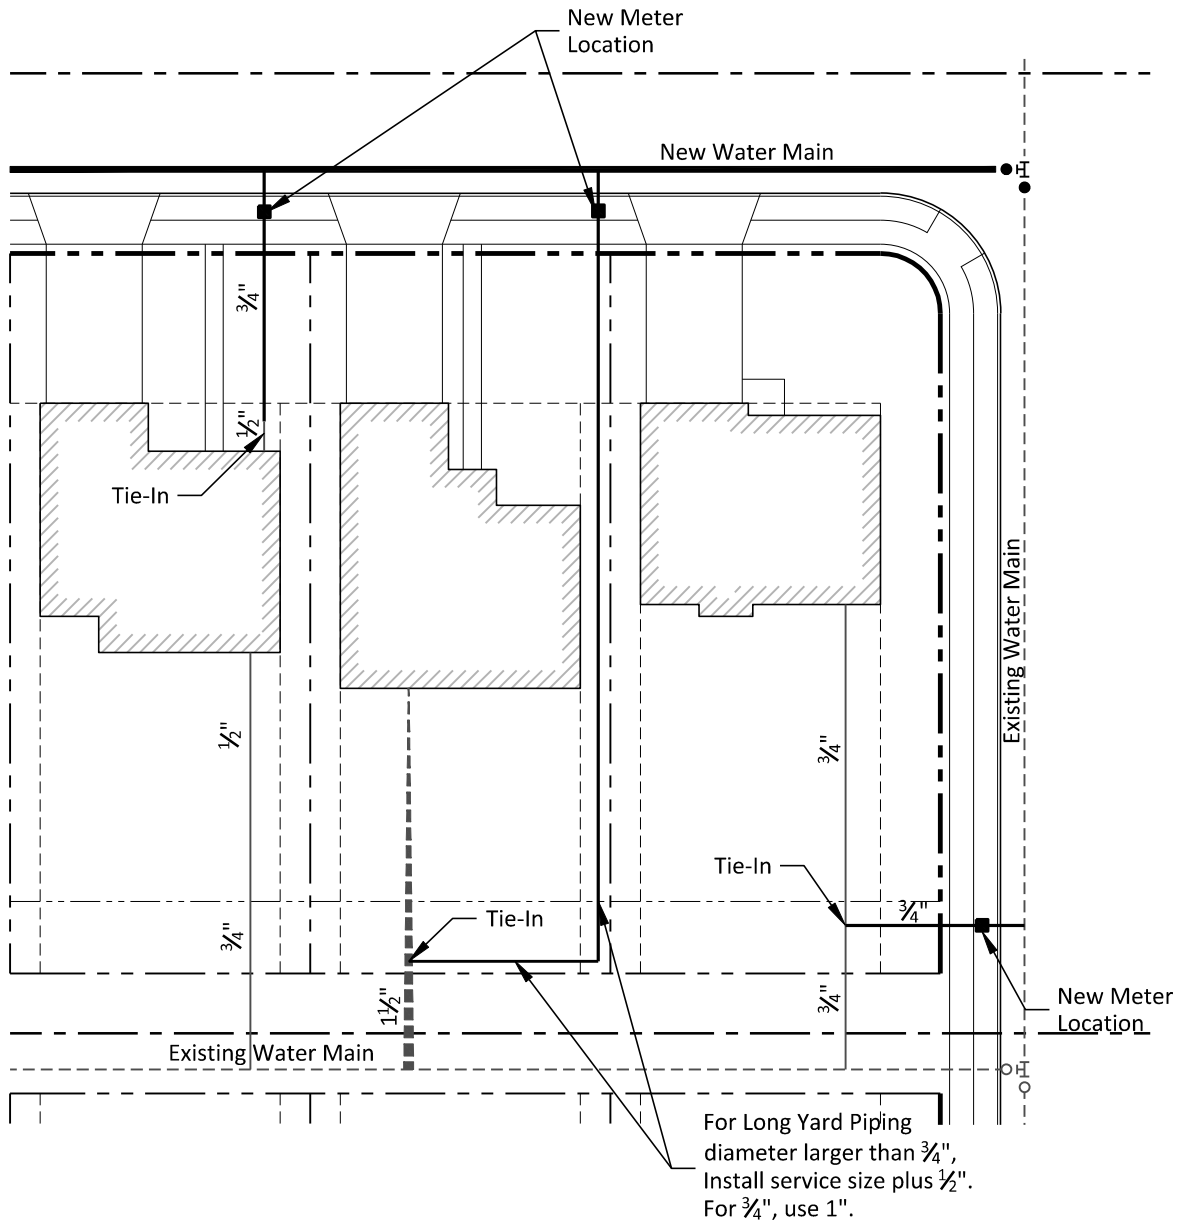 New Meter
Location
New Water Main
¾"
½"
Tie-In
Existing Water Main
½"
¾"
¾"
Tie-In
¾"
Tie-In
¾"
1½"
New Meter
Location
Existing Water Main
For Long Yard Piping
diameter larger than ¾",
Install service size plus ½".
For ¾", use 1".